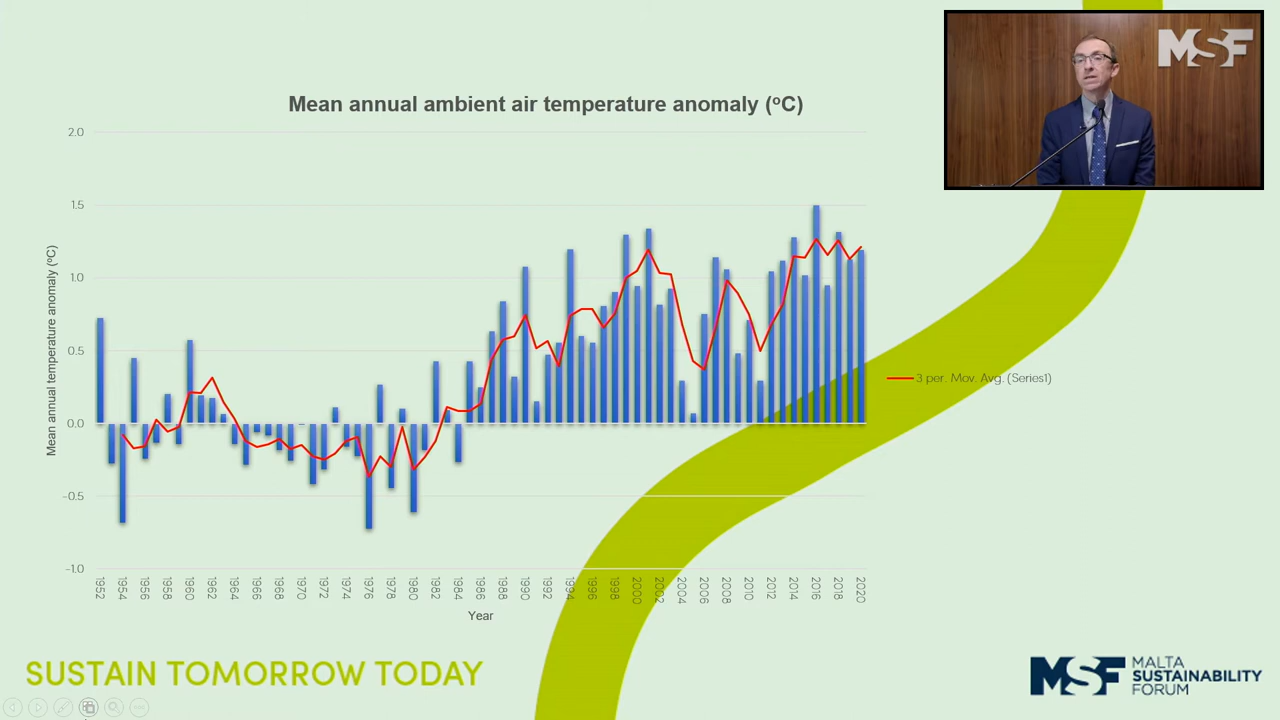 MSF
Mean annual ambient air temperature anomaly (ºC)
Mean annual temperature anomaly (ºC)
2.0
1.5
1.0
0.5
0.0
-0.5
-1.0
1952 1954 1956 1958 1960 1962 1964 1966 1968 1970 1972 1974 1976 1978 1980 1982 1984 1986 1988 1990 1992 1994 1996 1998 2000 2002 2004 2006 2008 2010 2012 2014 2016 2018 2020
Year
3 per. Mov. Avg. (Series1)
SUSTAIN TOMORROW TODAY
MSF
MALTA
SUSTAINABILITY
FORUM